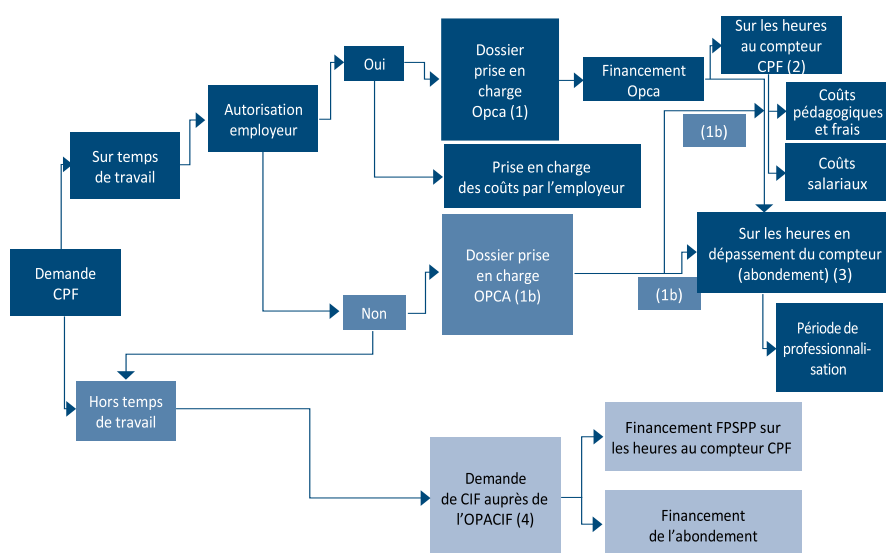 Demande
CPF
Sur temps
de travail
Autorisation
employeur
Oui
Dossier
prise en
charge
Opca (1)
Financement
Opca
Sur les heures
au compteur
CPF (2)
Coûts
pédagogiques
et frais
(1b)
Coûts
salariaux
Prise en charge
des coûts par l’employeur
Non
Dossier prise
en charge
OPCA (1b)
(1b)
Sur les heures en
dépassement du compteur
(abondement) (3)
Période de
professionnali-
sation
Hors temps
de travail
Demande
de CIF auprès de
l’OPACIF (4)
Financement FPSPP sur
les heures au compteur CPF
Financement
de l’abondement